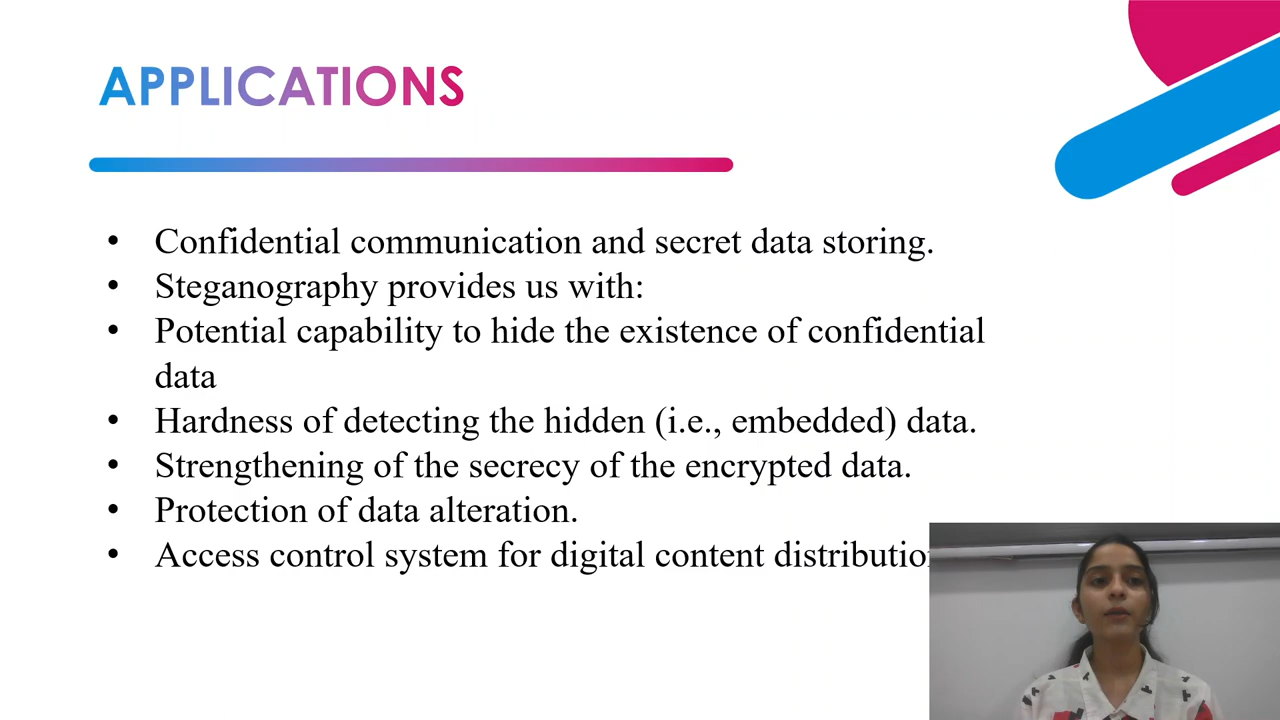 APPLICATIONS
• Confidential communication and secret data storing.
• Steganography provides us with:
• Potential capability to hide the existence of confidential
data
• Hardness of detecting the hidden (i.e., embedded) data.
• Strengthening of the secrecy of the encrypted data.
• Protection of data alteration.
• Access control system for digital content distribution